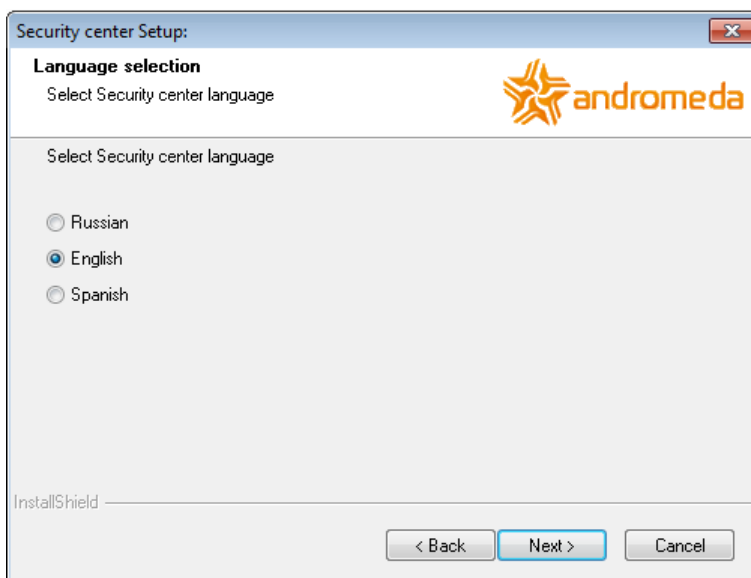 Security center Setup:
Language selection
Select Security center language
andromeda
Select Security center language
Russian
English
Spanish
InstallShield
< Back Next > Cancel